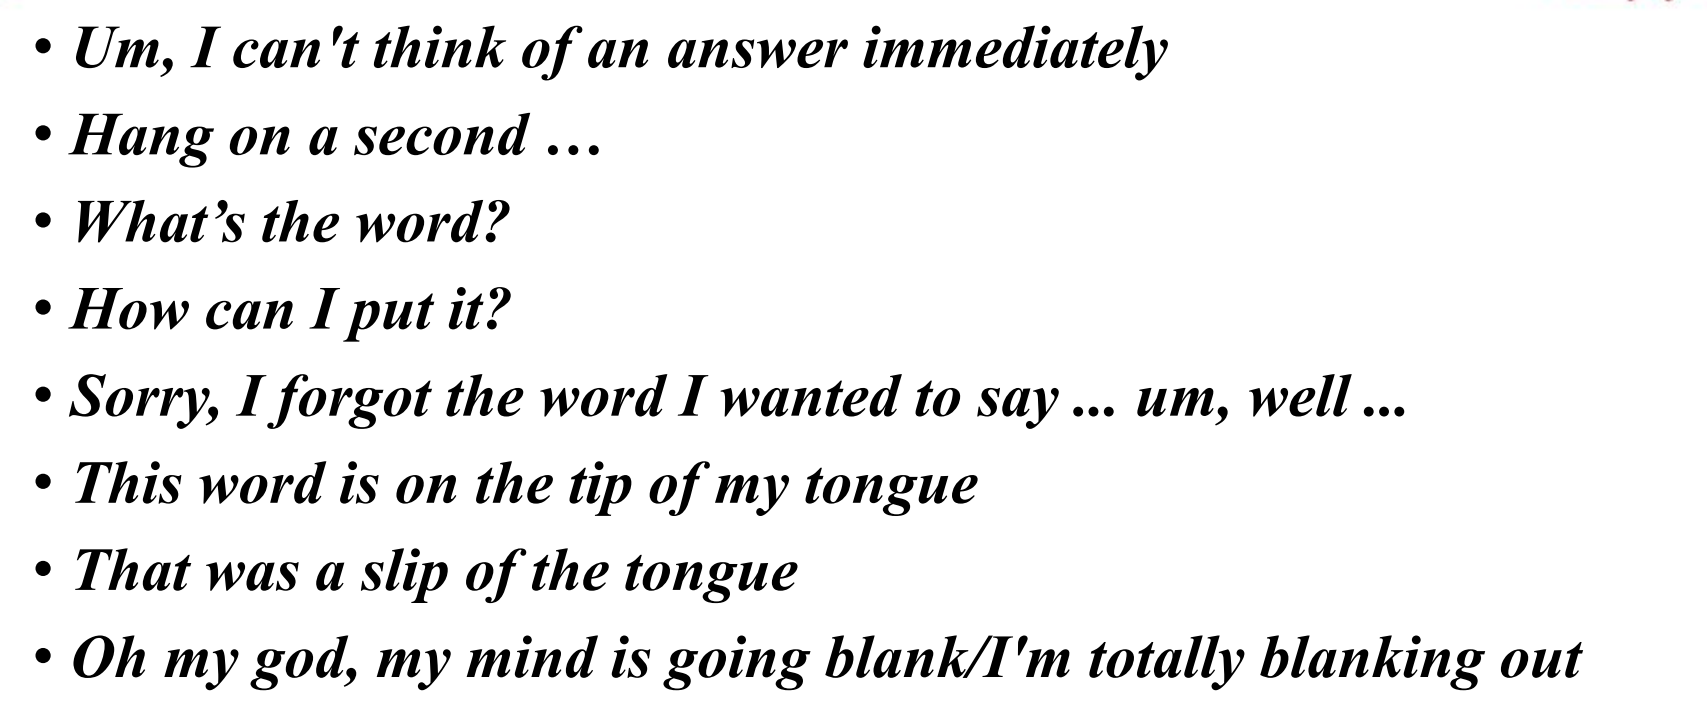 • Um, I can't think of an answer immediately
• Hang on a second …
• What’s the word?
• How can I put it?
• Sorry, I forgot the word I wanted to say ... um, well ...
• This word is on the tip of my tongue
• That was a slip of the tongue
• Oh my god, my mind is going blank/I'm totally blanking out